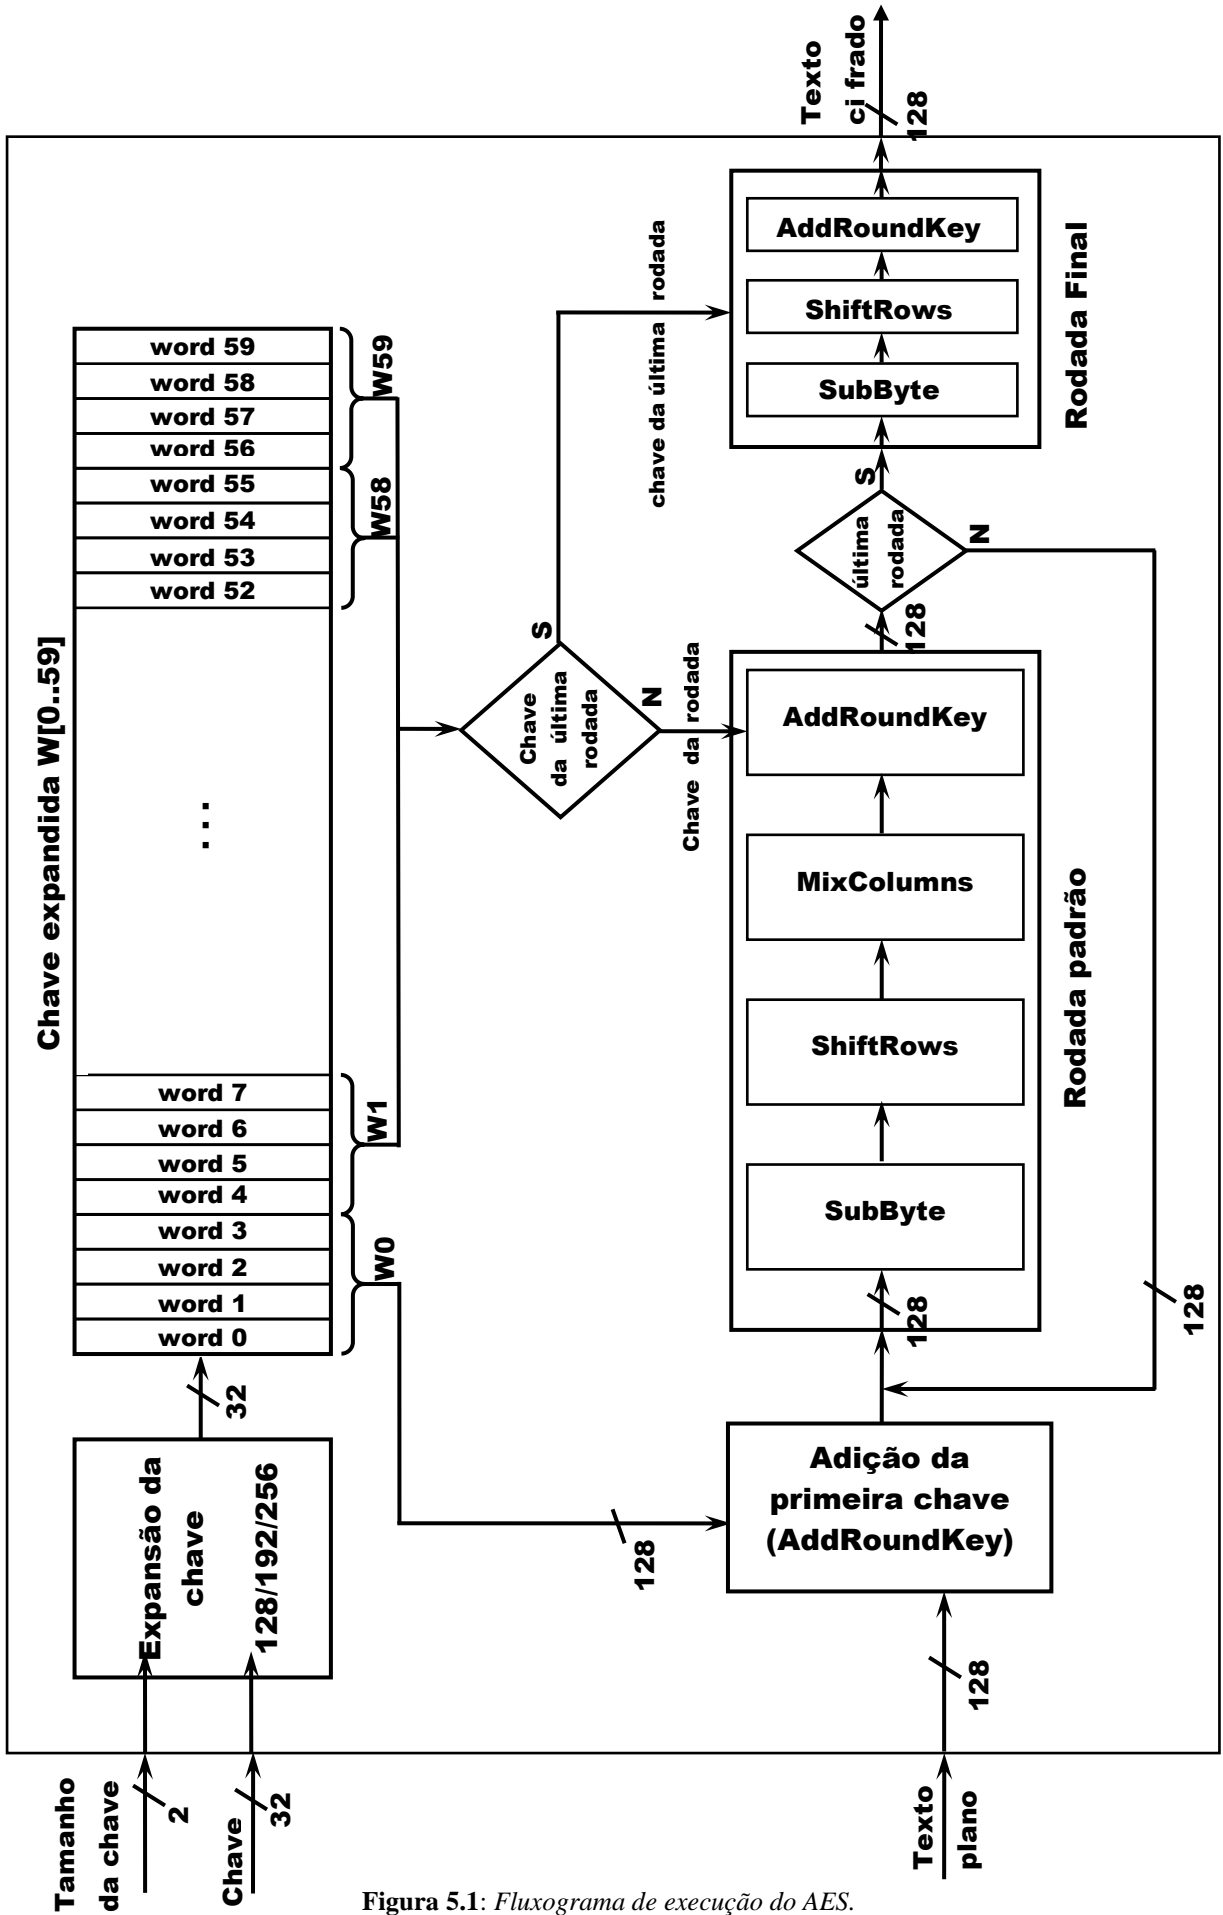 Texto
ci frado
128
AddRoundKey
ShiftRows
SubByte
Rodada Final
chave da última rodada
S
última
rodada
N
128
Chave expandida W[0..59]
word 59
word 58
word 57
word 56
word 55
word 54
word 53
word 52
...
word 7
word 6
word 5
word 4
word 3
word 2
word 1
word 0
W59
W58
W1
W0
S
Chave
da última
rodada
N
Chave da rodada
AddRoundKey
MixColumns
ShiftRows
SubByte
Rodada padrão
128
128
32
Expansão da
chave
128/192/256
128
Adição da
primeira chave
(AddRoundKey)
128
Tamanho
da chave
2
Chave
32
Texto
plano
Figura 5.1: Fluxograma de execução do AES.